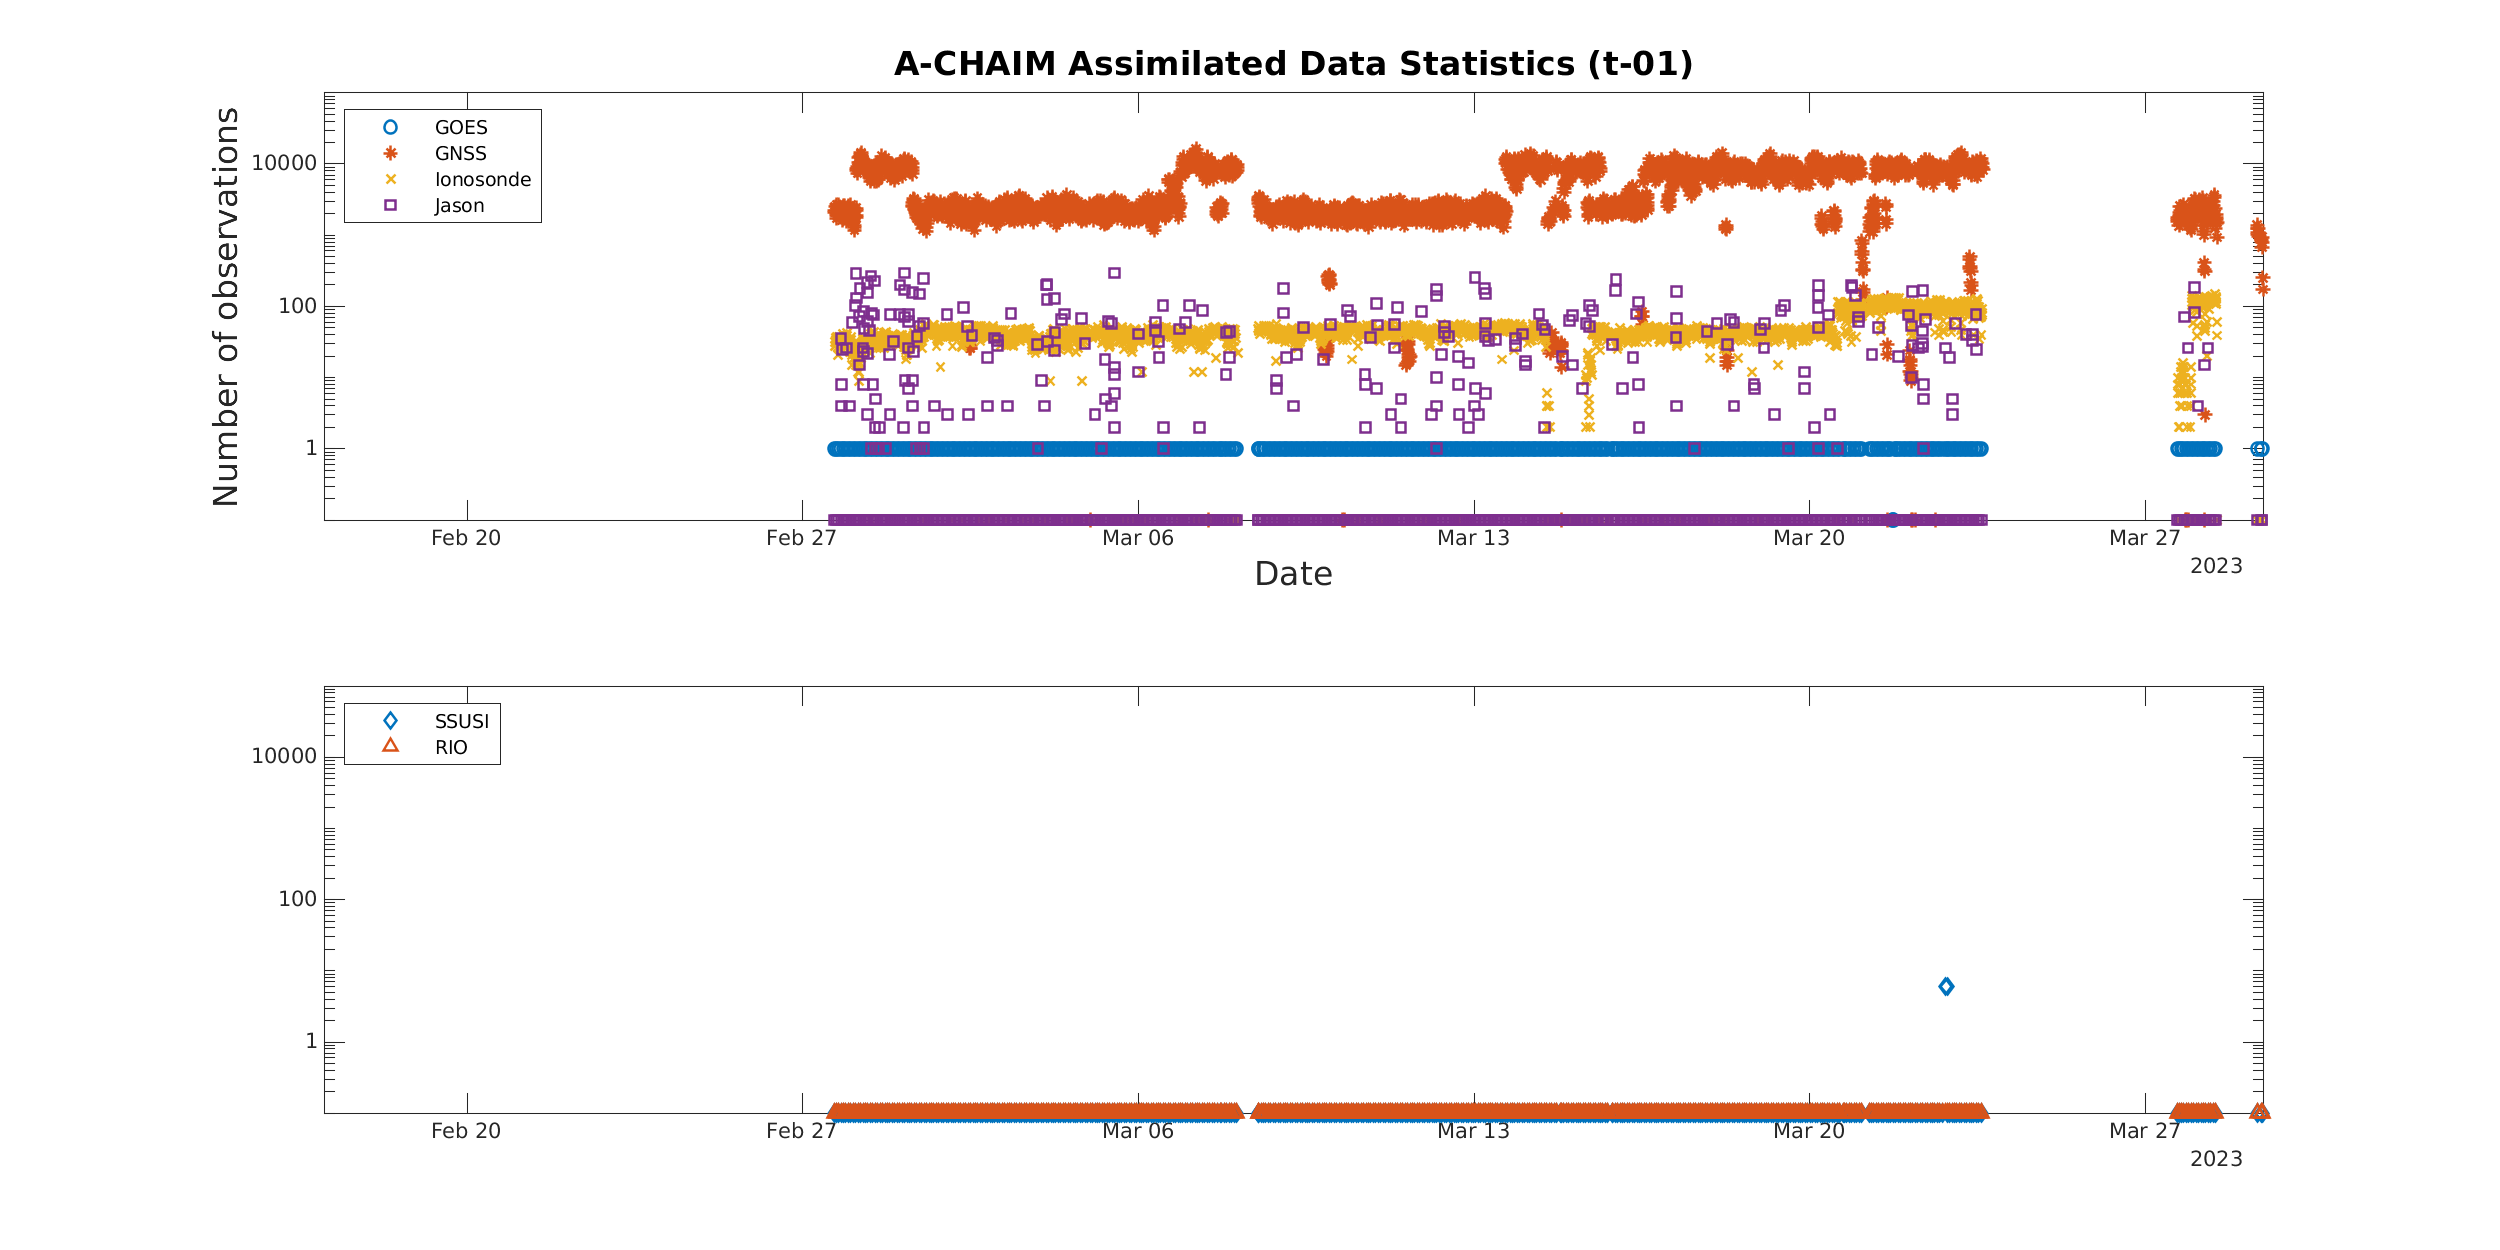 A-CHAIM Assimilated Data Statistics (t-01)
Number of observations
10000
100
1
GOES
GNSS
Ionosonde
Jason
Feb 20
Feb 27
Mar 06
Mar 13
Mar 20
Mar 27
2023
Date
10000
100
1
SSUSI
RIO
Feb 20
Feb 27
Mar 06
Mar 13
Mar 20
Mar 27
2023